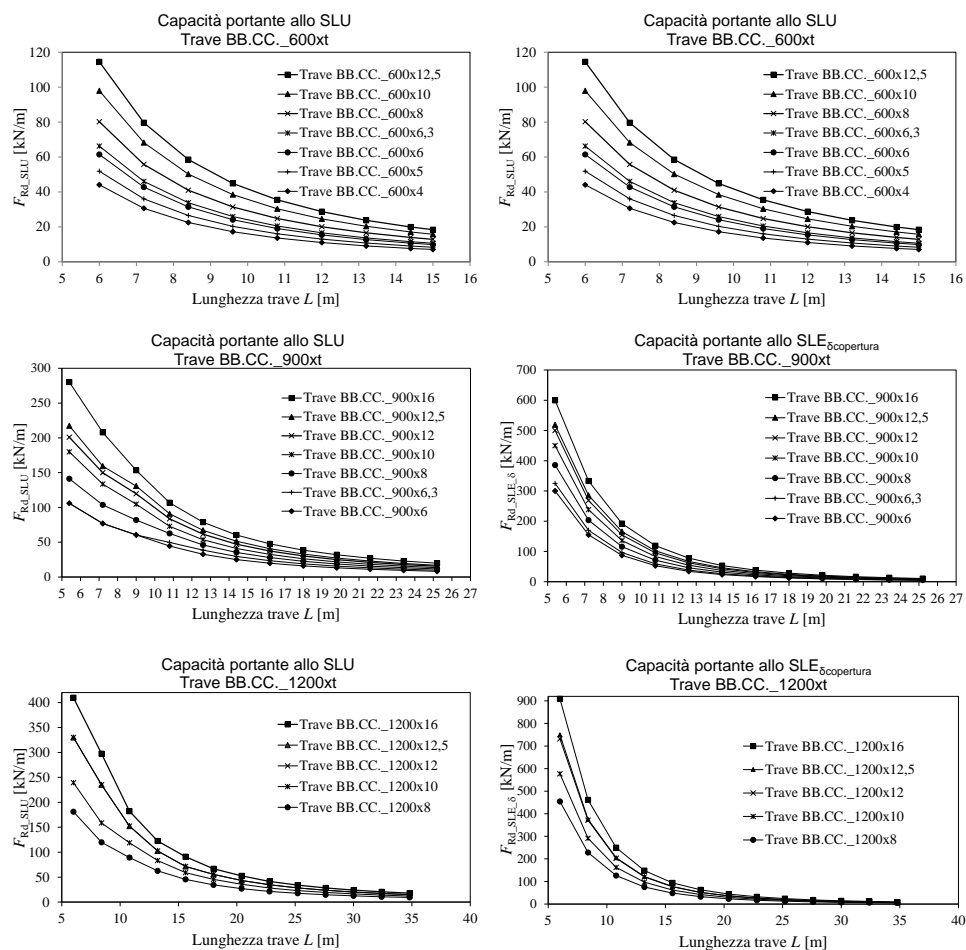 Capacità portante allo SLU
Trave BB.CC._600xt
120
100
80
60
40
20
0
F Rd_SLU [kN/m]
Trave BB.CC._600x12,5
Trave BB.CC._600x10
Trave BB.CC._600x8
Trave BB.CC._600x6,3
Trave BB.CC._600x6
Trave BB.CC._600x5
Trave BB.CC._600x4
5 6 7 8 9 10 11 12 13 14 15 16
Lunghezza trave L [m]
Capacità portante allo SLU
Trave BB.CC._600xt
120
100
80
60
40
20
0
F Rd_SLU [kN/m]
Trave BB.CC._600x12,5
Trave BB.CC._600x10
Trave BB.CC._600x8
Trave BB.CC._600x6,3
Trave BB.CC._600x6
Trave BB.CC._600x5
Trave BB.CC._600x4
5 6 7 8 9 10 11 12 13 14 15 16
Lunghezza trave L [m]
Capacità portante allo SLU
Trave BB.CC._900xt
300
250
200
150
100
50
0
F Rd_SLU [kN/m]
Trave BB.CC._900x16
Trave BB.CC._900x12,5
Trave BB.CC._900x12
Trave BB.CC._900x10
Trave BB.CC._900x8
Trave BB.CC._900x6,3
Trave BB.CC._900x6
5 6 7 8 9 10 11 12 13 14 15 16 17 18 19 20 21 22 23 24 25 26 27
Lunghezza trave L [m]
Capacità portante allo SLE δcopertura
Trave BB.CC._900xt
700
600
500
400
300
200
100
0
F Rd_SLE_δ [kN/m]
Trave BB.CC._900x16
Trave BB.CC._900x12,5
Trave BB.CC._900x12
Trave BB.CC._900x10
Trave BB.CC._900x8
Trave BB.CC._900x6,3
Trave BB.CC._900x6
5 6 7 8 9 10 11 12 13 14 15 16 17 18 19 20 21 22 23 24 25 26 27
Lunghezza trave L [m]
Capacità portante allo SLU
Trave BB.CC._1200xt
400
350
300
250
200
150
100
50
0
F Rd_SLU [kN/m]
Trave BB.CC._1200x16
Trave BB.CC._1200x12,5
Trave BB.CC._1200x12
Trave BB.CC._1200x10
Trave BB.CC._1200x8
5 10 15 20 25 30 35 40
Lunghezza trave L [m]
Capacità portante allo SLE δcopertura
Trave BB.CC._1200xt
900
800
700
600
500
400
300
200
100
0
F Rd_SLE_δ [kN/m]
Trave BB.CC._1200x16
Trave BB.CC._1200x12,5
Trave BB.CC._1200x12
Trave BB.CC._1200x10
Trave BB.CC._1200x8
5 10 15 20 25 30 35 40
Lunghezza trave L [m]